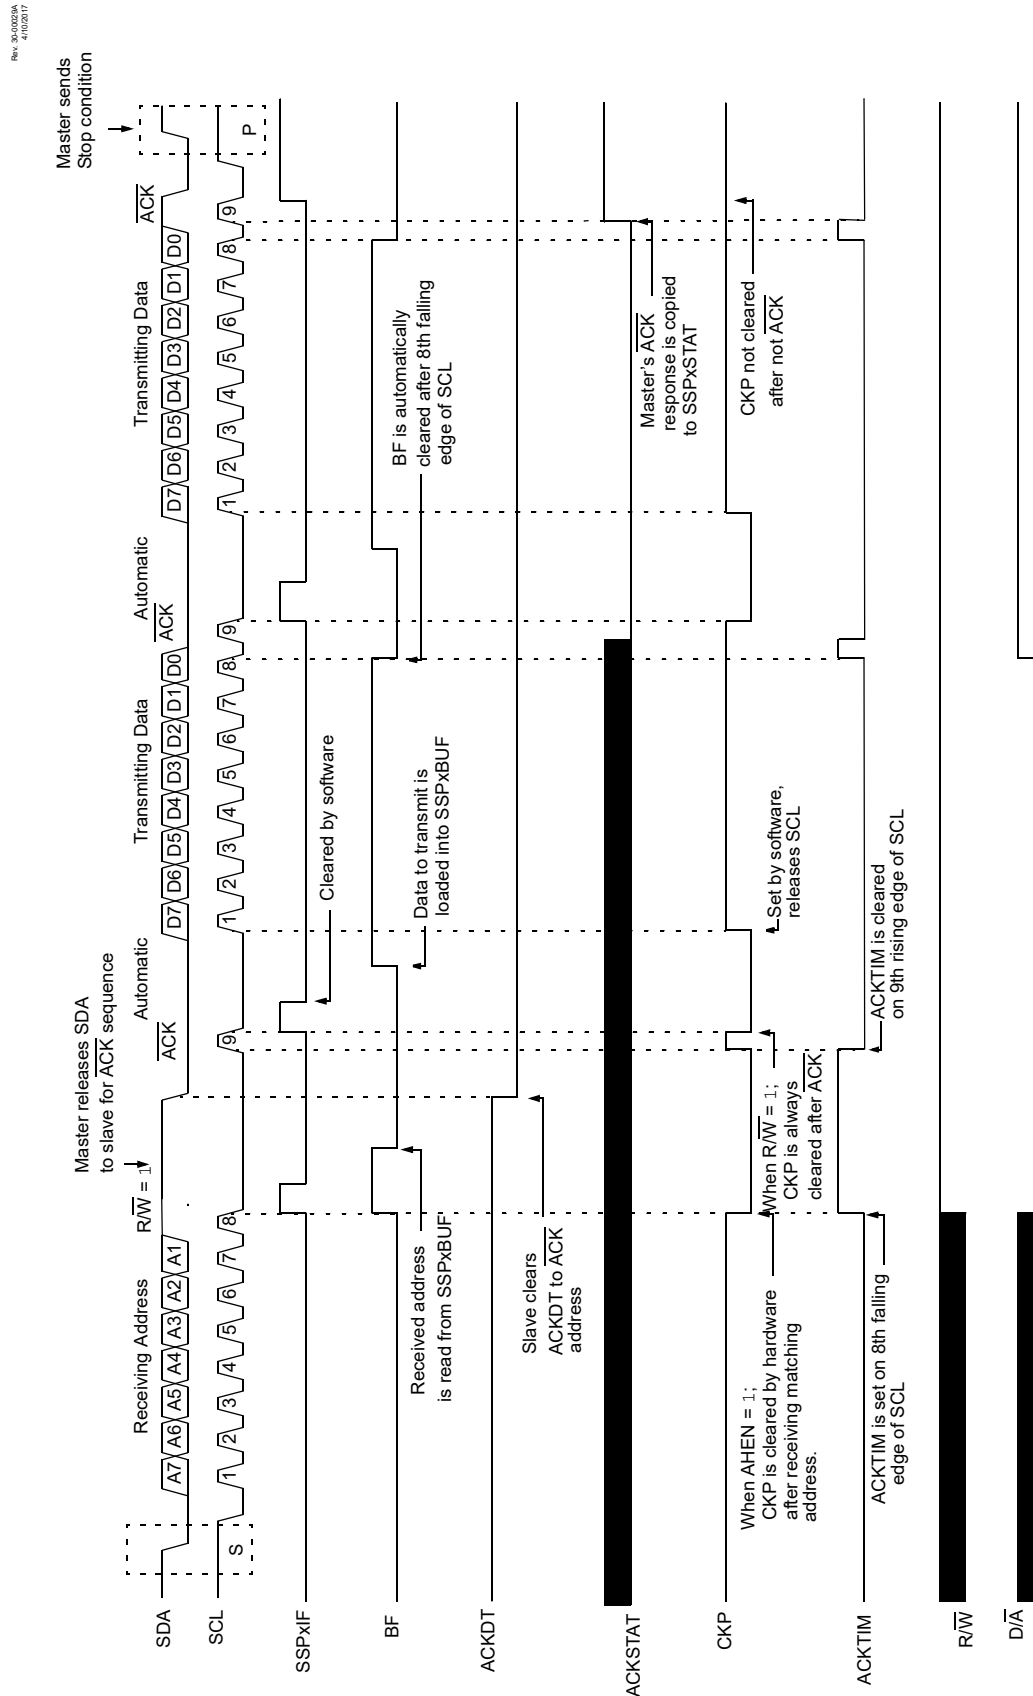 Rev. 30-00029A
4/10/2017
Master sends
Stop condition
Master releases SDA
to slave for ACK sequence
Receiving Address
R/W = 1
ACK
Automatic
Transmitting Data
ACK
Automatic
Transmitting Data
ACK
SDA
A7 A6 A5 A4 A3 A2 A1
D7 D6 D5 D4 D3 D2 D1 D0
D7 D6 D5 D4 D3 D2 D1 D0
SCL
S
1 2 3 4 5 6 7 8 9
1 2 3 4 5 6 7 8 9
1 2 3 4 5 6 7 8 9
P
SSPxIF
Cleared by software
BF
Received address
is read from SSPxBUF
Data to transmit is
loaded into SSPxBUF
BF is automatically
cleared after 8th falling
edge of SCL
ACKDT
Slave clears
ACKDT to ACK
address
ACKSTAT
Master's ACK
response is copied
to SSPxSTAT
CKP
When AHEN = 1;
CKP is cleared by hardware
after receiving matching
address.
When R/W = 1;
CKP is always
cleared after ACK
Set by software,
releases SCL
CKP not cleared
after not ACK
ACKTIM
ACKTIM is set on 8th falling
edge of SCL
ACKTIM is cleared
on 9th rising edge of SCL
R/W
D/A